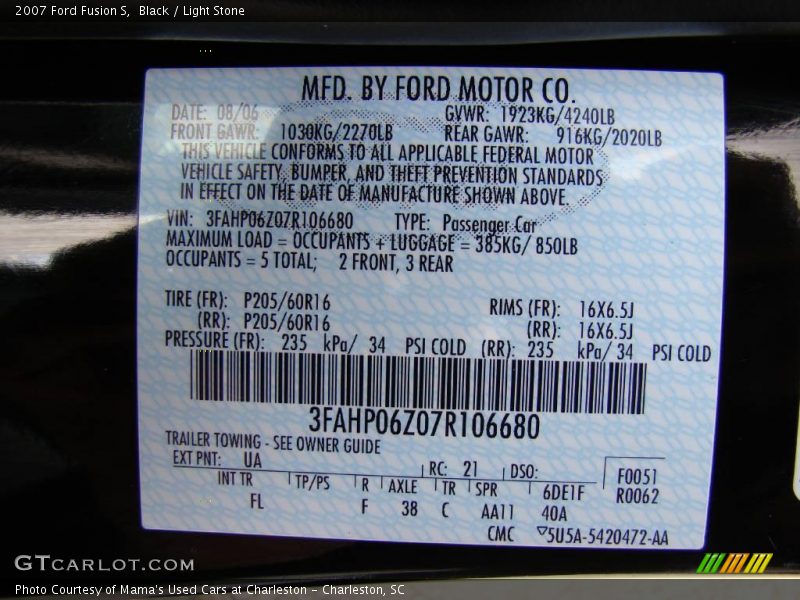 2007 Ford Fusion S,  Black / Light Stone
MFD. BY FORD MOTOR CO.
DATE: 08/06 GVWR: 1923KG/4240LB
FRONT GAWR: 1030KG/2270LB REAR GAWR: 916KG/2020LB
THIS VEHICLE CONFORMS TO ALL APPLICABLE FEDERAL MOTOR
VEHICLE SAFETY, BUMPER, AND THEFT PREVENTION STANDARDS
IN EFFECT ON THE DATE OF MANUFACTURE SHOWN ABOVE.
VIN: 3FAHP06Z07R106680 TYPE: Passenger Car
MAXIMUM LOAD = OCCUPANTS + LUGGAGE = 385KG/ 850LB
OCCUPANTS = 5 TOTAL; 2 FRONT, 3 REAR
TIRE (FR): P205/60R16 RIMS (FR): 16X6.5J
(RR): P205/60R16 (RR): 16X6.5J
PRESSURE (FR): 235 kPa/ 34 PSI COLD (RR): 235 kPa/ 34 PSI COLD
3FAHP06Z07R106680
TRAILER TOWING - SEE OWNER GUIDE
EXT PNT: UA RC: 21 DSO: F0051
INT TR TP/PS R AXLE TR SPR 6DE1F R0062
FL F 38 C AA11 40A
CMC ▽5U5A-5420472-AA
GTCARLOT.COM
Photo Courtesy of Mama's Used Cars at Charleston – Charleston, SC